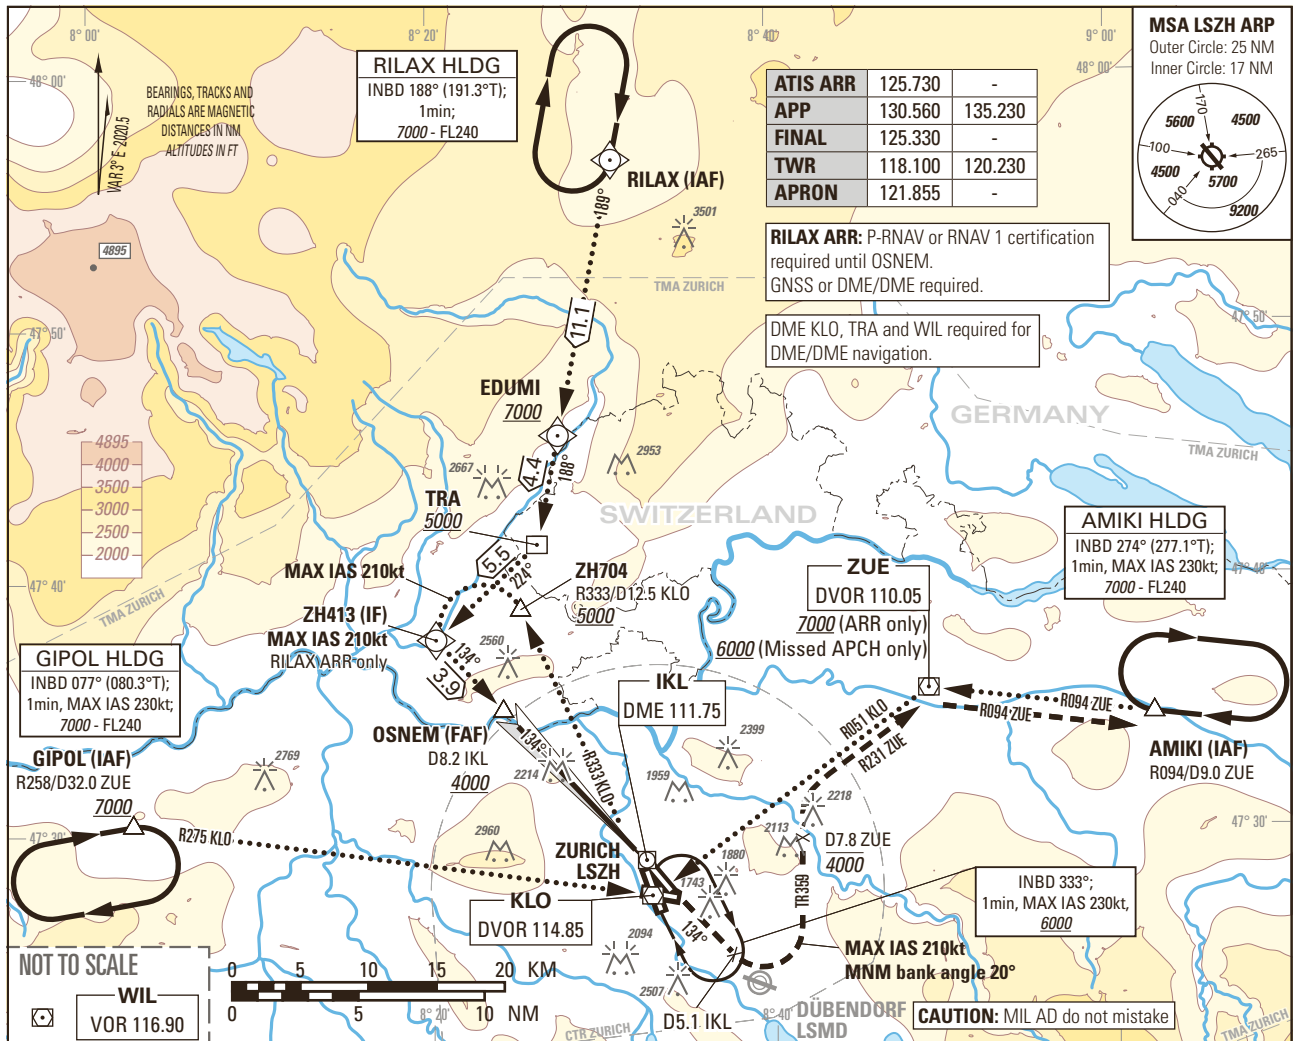 8° 00'
8° 20'
8° 40'
9° 00'
48° 00'
48° 00'
BEARINGS, TRACKS AND
RADIALS ARE MAGNETIC
DISTANCES IN NM
ALTITUDES IN FT
VAR 3° E 2020.5
RILAX HLDG
INBD 188° (191.3°T);
1min;
7000 - FL240
RILAX (IAF)
189°
3501
ATIS ARR 125.730 -
APP 130.560 135.230
FINAL 125.330 -
TWR 118.100 120.230
APRON 121.855 -
MSA LSZH ARP
Outer Circle: 25 NM
Inner Circle: 17 NM
170
5600
4500
100
265
4500
5700
040
9200
RILAX ARR: P-RNAV or RNAV 1 certification
required until OSNEM.
GNSS or DME/DME required.
DME KLO, TRA and WIL required for
DME/DME navigation.
4895
TMA ZURICH
47° 50'
47° 50'
11.1
EDUMI
7000
GERMANY
TMA ZURICH
4895
4000
3500
3000
2500
2000
2667
4.4
188°
2953
TRA
5000
SWITZERLAND
AMIKI HLDG
INBD 274° (277.1°T);
1min, MAX IAS 230kt;
7000 - FL240
47° 40'
47° 40'
MAX IAS 210kt
5.5
224°
ZH704
R333/D12.5 KLO
5000
ZUE
DVOR 110.05
7000 (ARR only)
6000 (Missed APCH only)
TMA ZURICH
ZH413 (IF)
MAX IAS 210kt
RILAX ARR only
134°
3.9
2560
GIPOL HLDG
INBD 077° (080.3°T);
1min, MAX IAS 230kt;
7000 - FL240
IKL
DME 111.75
R094 ZUE
R094 ZUE
R051 KLO
R231 ZUE
AMIKI (IAF)
R094/D9.0 ZUE
OSNEM (FAF)
D8.2 IKL
4000
134°
2214
R333 KLO
2399
1959
GIPOL (IAF)
R258/D32.0 ZUE
7000
2769
47° 30'
47° 30'
R275 KLO
2960
ZURICH
LSZH
2218
2113
D7.8 ZUE
4000
1880
1743
TR359
INBD 333°;
1min, MAX IAS 230kt,
6000
KLO
DVOR 114.85
134°
2094
2507
MAX IAS 210kt
MNM bank angle 20°
NOT TO SCALE
WIL
VOR 116.90
0 5 10 15 20 KM
0 5 10 NM
8° 20'
CTR ZURICH
D5.1 IKL
8° 40'
DÜBENDORF
LSMD
CAUTION: MIL AD do not mistake
TMA ZURICH